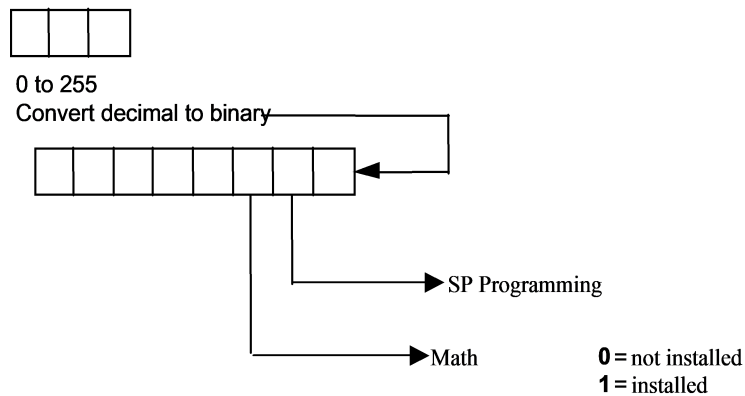 0 to 255
Convert decimal to binary
SP Programming
Math
0 = not installed
1 = installed